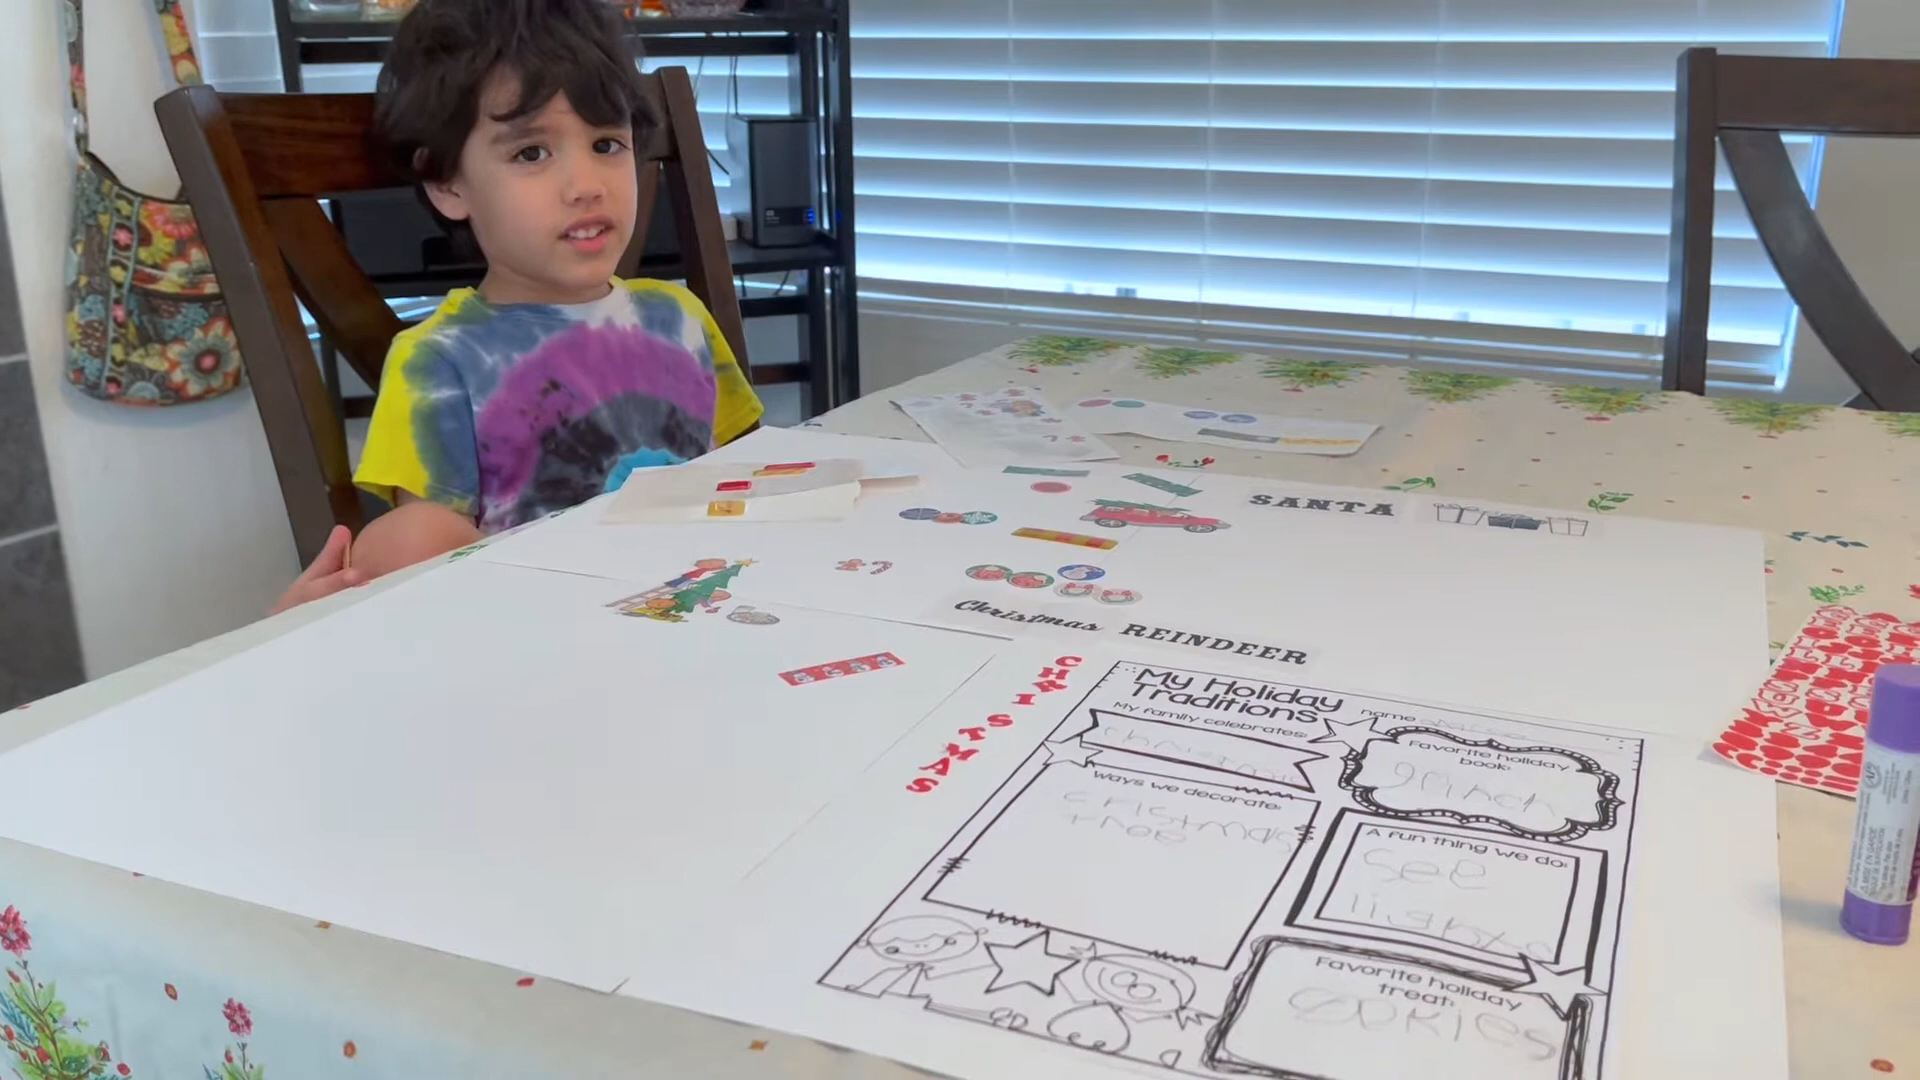 SANTA
Christmas REINDEER
CHRISTMAS
My Holiday
Traditions
name
My family celebrates:
christmas
Favorite holiday
book:
grinch
Ways we decorate:
cristmas
tree
A fun thing we do:
see
lights
Favorite holiday
treat:
cookies